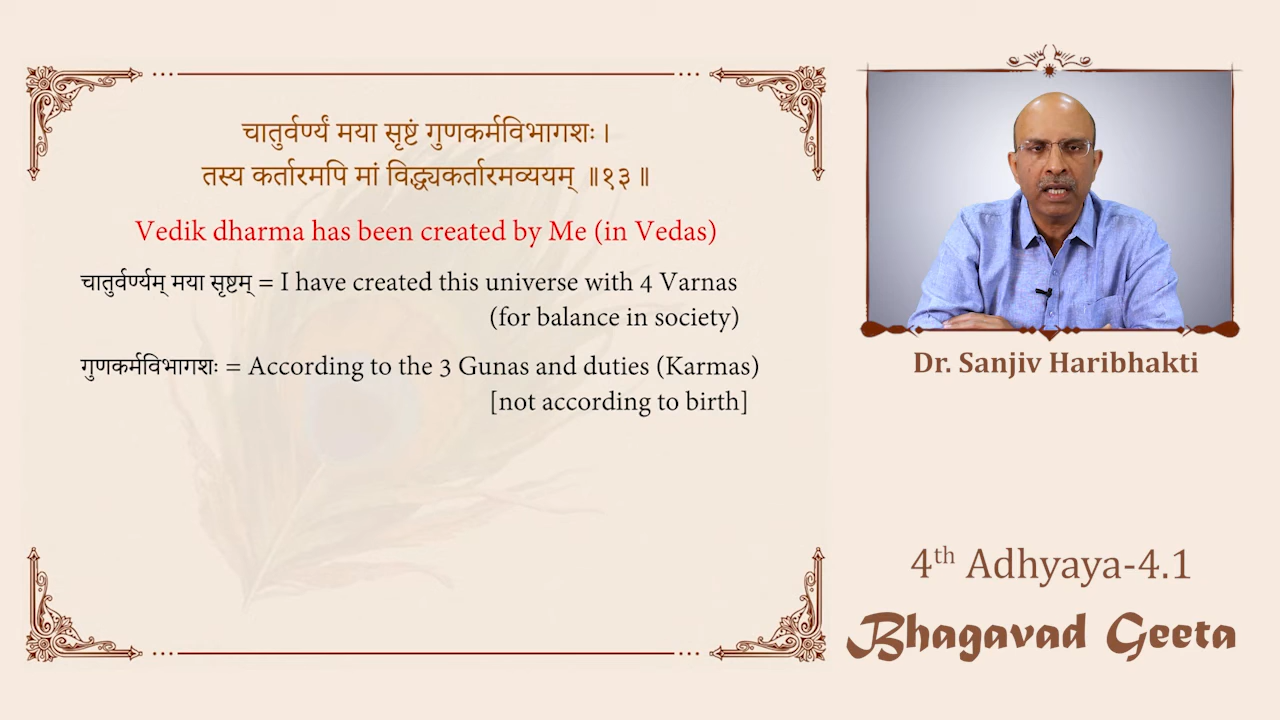 चातुर्वर्ण्यं मया सृष्टं गुणकर्मविभागशः ।
तस्य कर्तारमपि मां विद्ध्यकर्तारमव्ययम् ॥१३॥
Vedik dharma has been created by Me (in Vedas)
चातुर्वर्ण्यम् मया सृष्टम् = I have created this universe with 4 Varnas
(for balance in society)
गुणकर्मविभागशः = According to the 3 Gunas and duties (Karmas)
[not according to birth]
Dr. Sanjiv Haribhakti
4th Adhyaya-4.1
Bhagavad Geeta